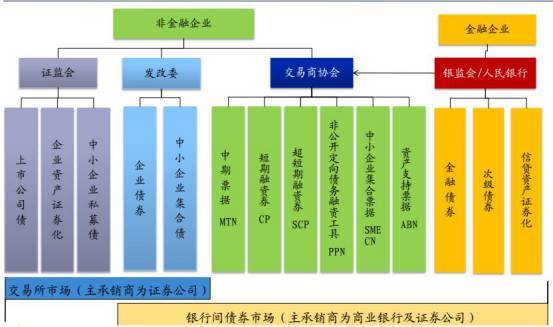 非金融企业
金融企业
证监会
发改委
交易商协会
银监会/人民银行
上市公司债
企业资产证券化
中小企业私募债
企业债券
中小企业集合债
中期票据 MTN
短期融资券 CP
超短期融资券 SCP
非公开定向债务融资工具 PPN
中小企业集合票据 SMECN
资产支持票据 ABN
金融债券
次级债券
信贷资产证券化
交易所市场（主承销商为证券公司）
银行间债券市场（主承销商为商业银行及证券公司）